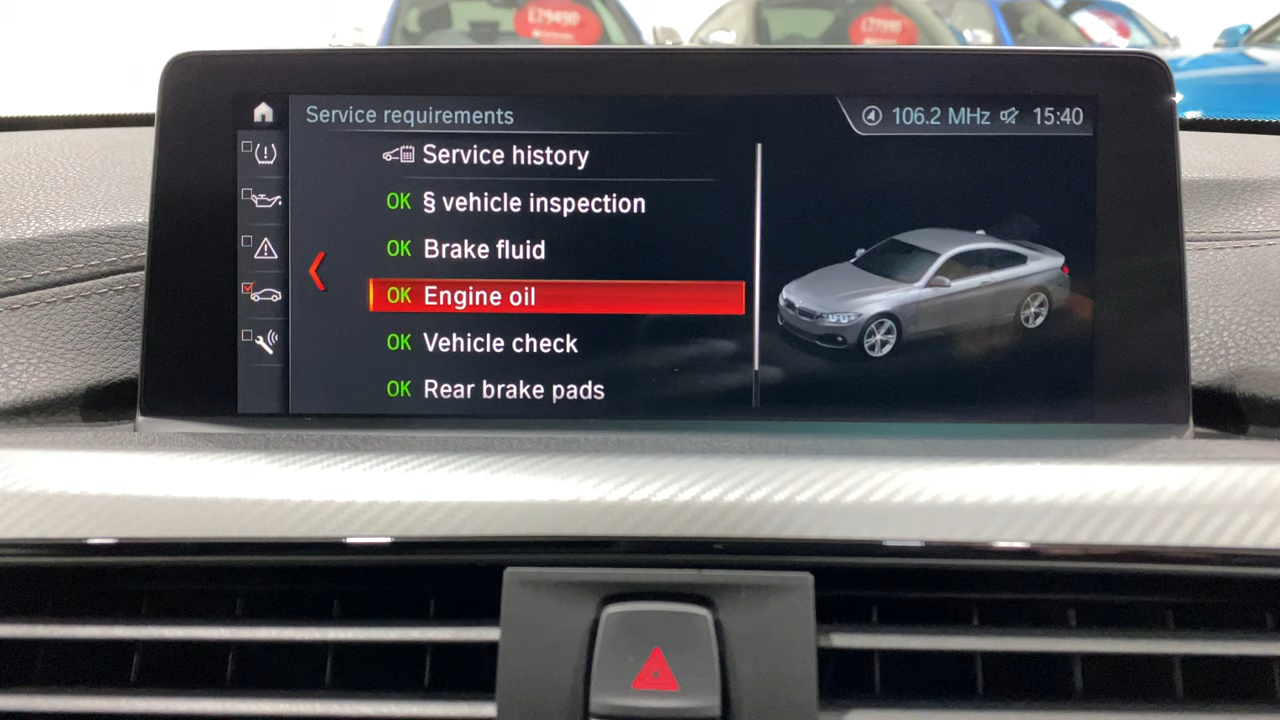 Service requirements
106.2 MHz 15:40
Service history
OK § vehicle inspection
OK Brake fluid
OK Engine oil
OK Vehicle check
OK Rear brake pads